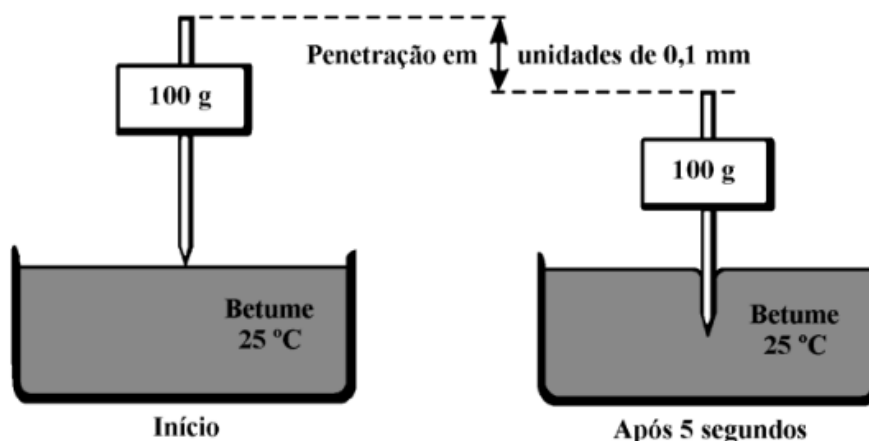 Penetração em unidades de 0,1 mm
100 g
100 g
Betume
25 ºC
Betume
25 ºC
Início
Após 5 segundos